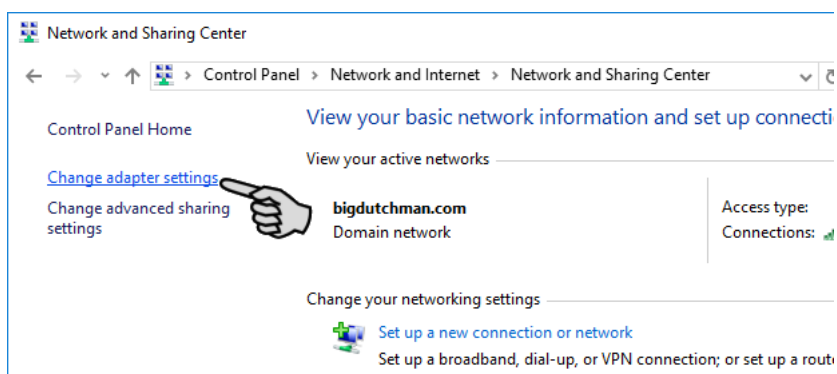 Network and Sharing Center
Control Panel > Network and Internet > Network and Sharing Center
Control Panel Home
Change adapter settings
Change advanced sharing
settings
View your basic network information and set up
View your active networks
bigdutchman.com
Domain network
Access type:
Connections:
Change your networking settings
Set up a new connection or network
Set up a broadband, dial-up, or VPN connection; or set up a